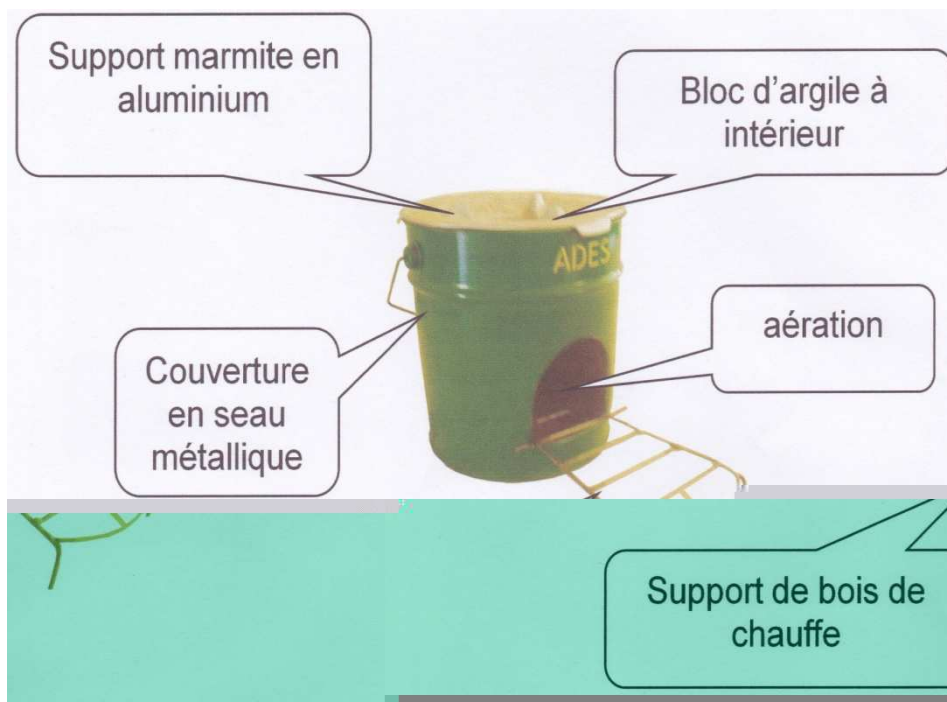 Support marmite en
aluminium
Bloc d'argile à
intérieur
ADES
aération
Couverture
en seau
métallique
Support de bois de
chauffe